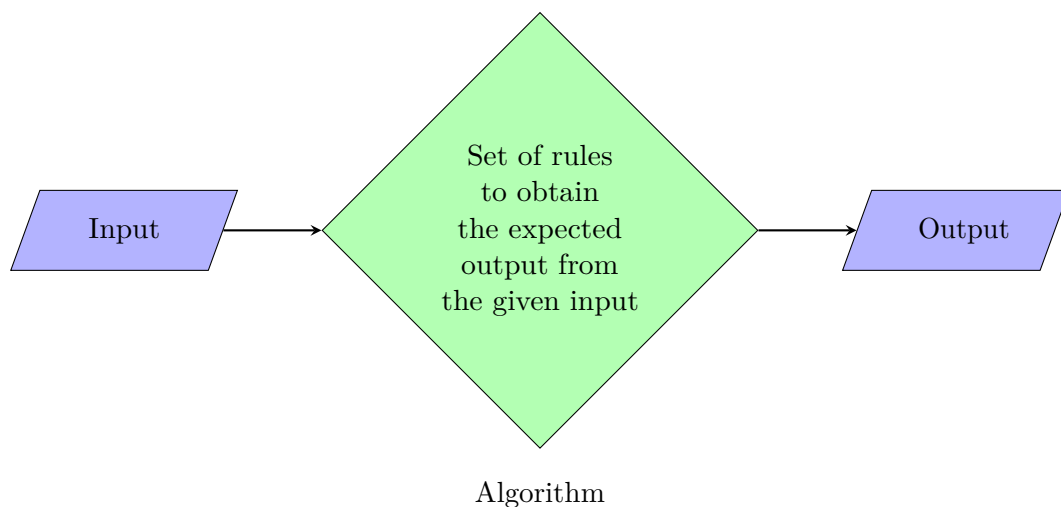 Input
Set of rules
to obtain
the expected
output from
the given input
Output
Algorithm